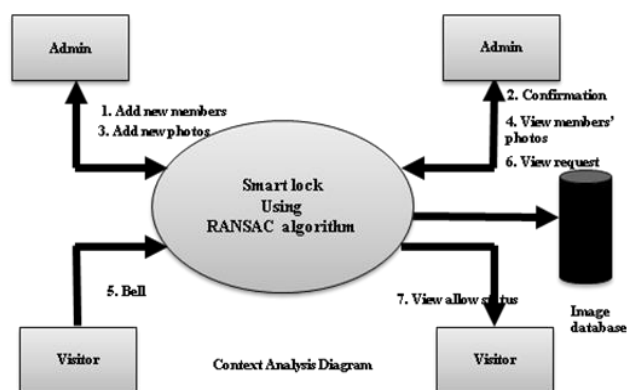 Admin
Admin
1. Add new members
3. Add new photos
2. Confirmation
4. View members'
photos
6. View request
Smart lock
Using
RANSAC algorithm
5. Bell
7. View allow status
Image
database
Visitor
Context Analysis Diagram
Visitor